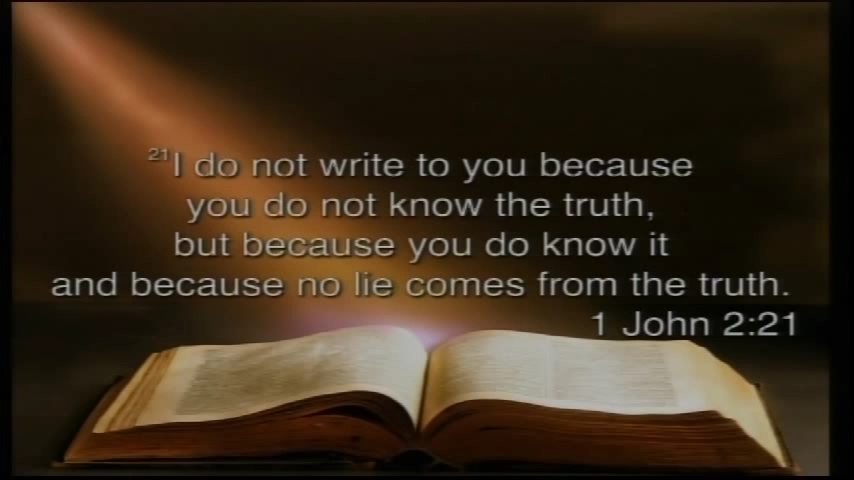 ²¹I do not write to you because
you do not know the truth,
but because you do know it
and because no lie comes from the truth.
1 John 2:21